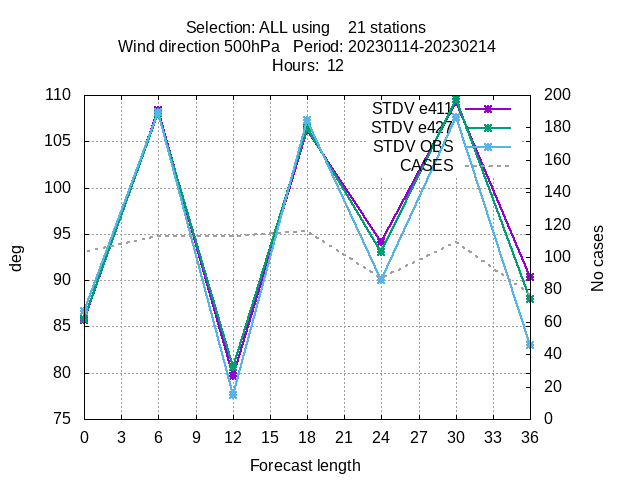 Selection: ALL using    21 stations
Wind direction 500hPa   Period: 20230114-20230214
Hours:  12
STDV e411
STDV e427
STDV OBS
CASES
110
105
100
95
90
85
80
75
200
180
160
140
120
100
80
60
40
20
0
deg
No cases
0 3 6 9 12 15 18 21 24 27 30 33 36
Forecast length